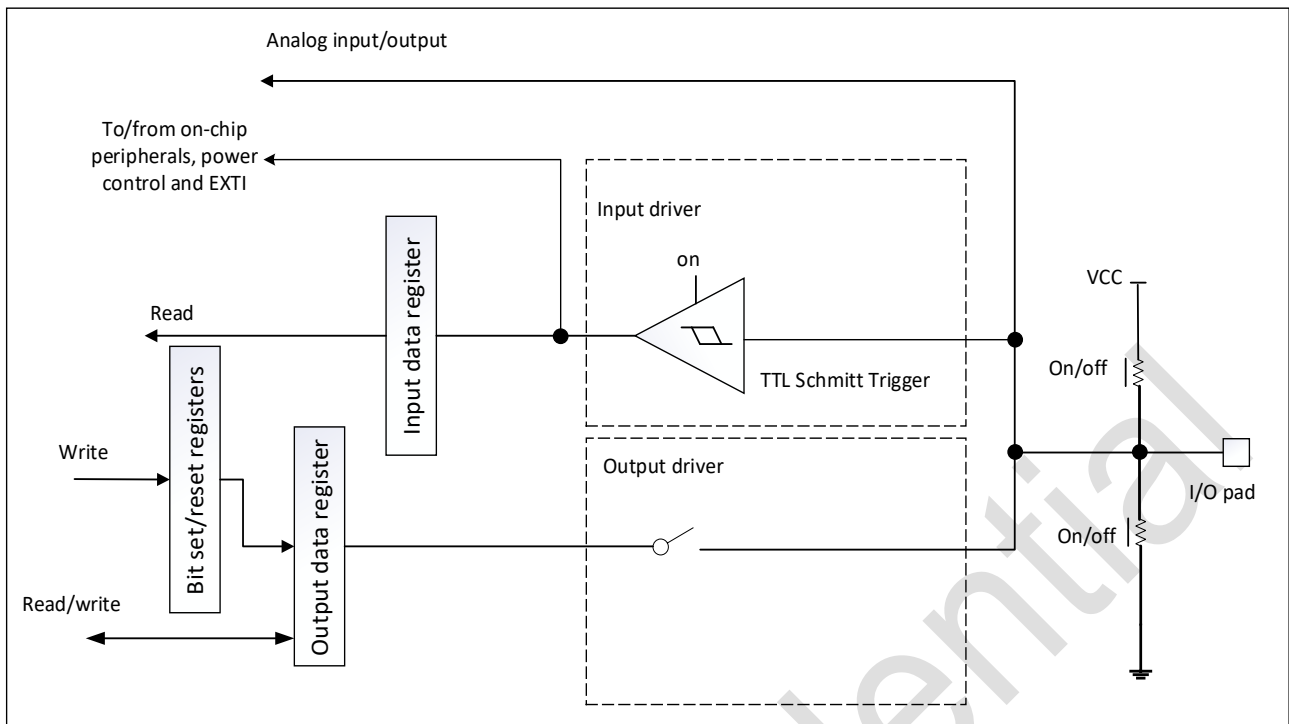 Analog input/output
To/from on-chip
peripherals, power
control and EXTI
Input driver
on
VCC
Input data register
Read
On/off
TTL Schmitt Trigger
Bit set/reset registers
Write
Output data register
Output driver
I/O pad
On/off
Read/write
ential